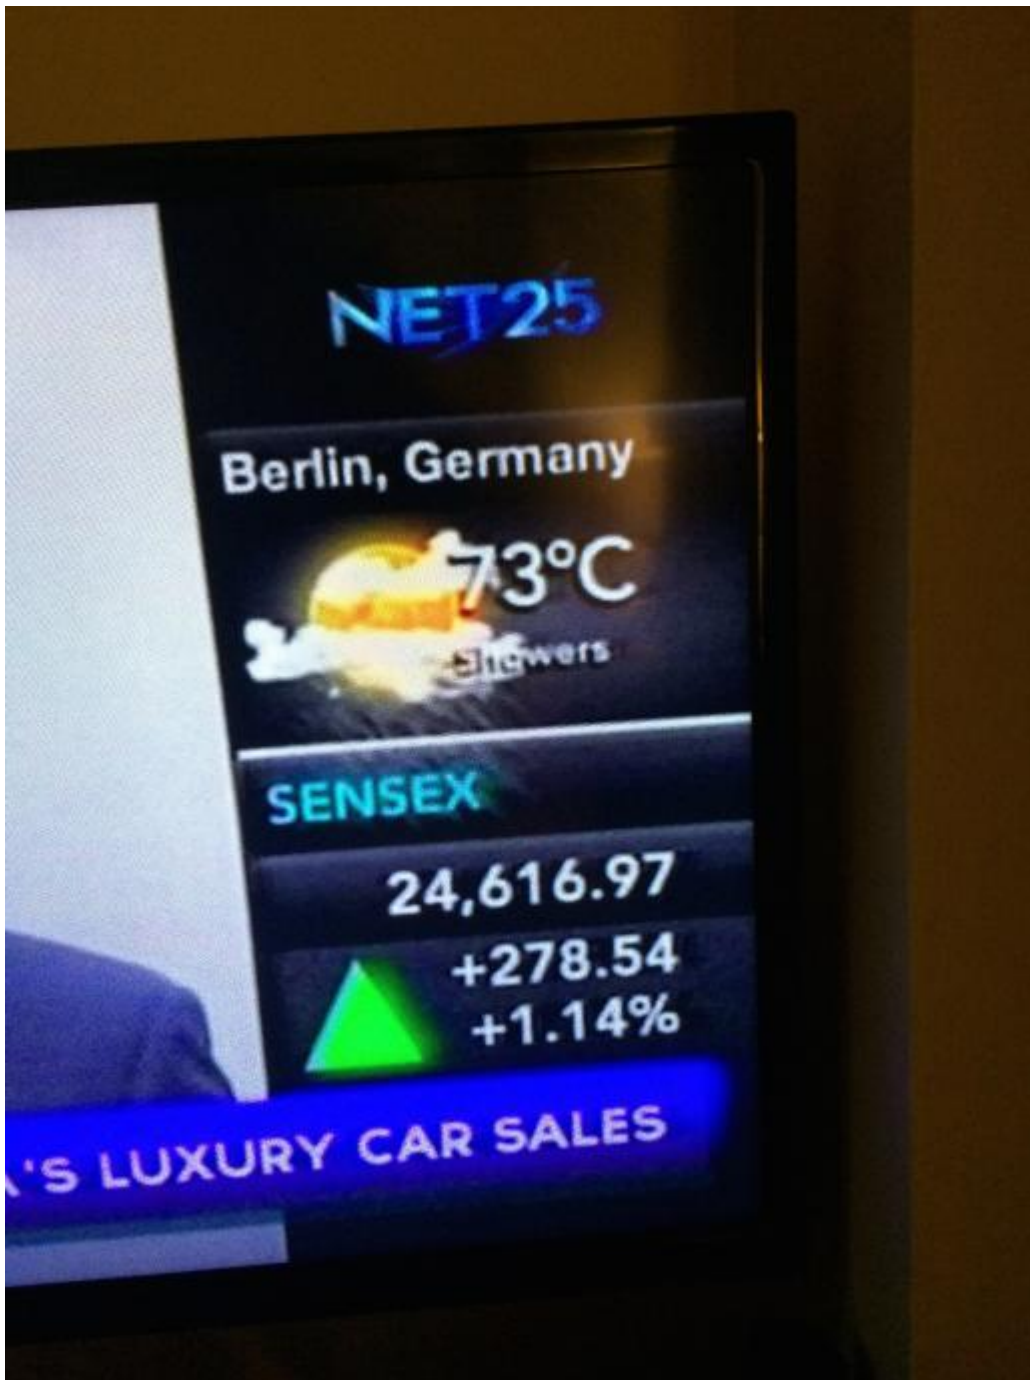 NET25
Berlin, Germany
73°C
Showers
SENSEX
24,616.97
+278.54
+1.14%
'S LUXURY CAR SALES